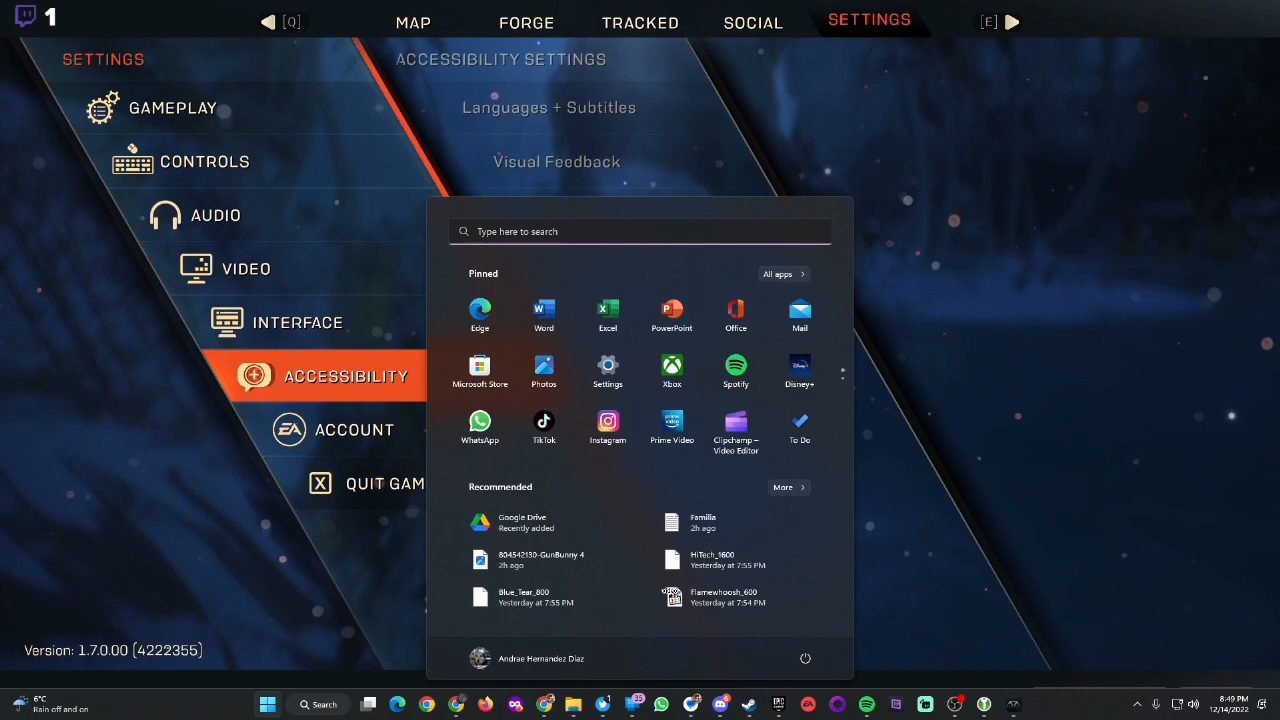 1
[Q]
MAP
FORGE
TRACKED
SOCIAL
SETTINGS
[E]
SETTINGS
GAMEPLAY
CONTROLS
AUDIO
VIDEO
INTERFACE
ACCESSIBILITY
EA
ACCOUNT
X
QUIT GAM
ACCESSIBILITY SETTINGS
Languages + Subtitles
Visual Feedback
Type here to search
Pinned
All apps
Edge
Word
Excel
PowerPoint
Office
Mail
Microsoft Store
Photos
Settings
Xbox
Spotify
Disney+
WhatsApp
TikTok
Instagram
prime video
Prime Video
Clipchamp –
Video Editor
To Do
Recommended
More
Google Drive
Recently added
Familia
2h ago
804542130-GunBunny 4
2h ago
HiTech_1600
Yesterday at 7:55 PM
Blue_Tear_800
Yesterday at 7:55 PM
Flamewhoosh_600
Yesterday at 7:54 PM
Andrae Hernandez Diaz
Version: 1.7.0.00 (4222355)
6°C
Rain off and on
Search
1
35
8:49 PM
12/14/2022